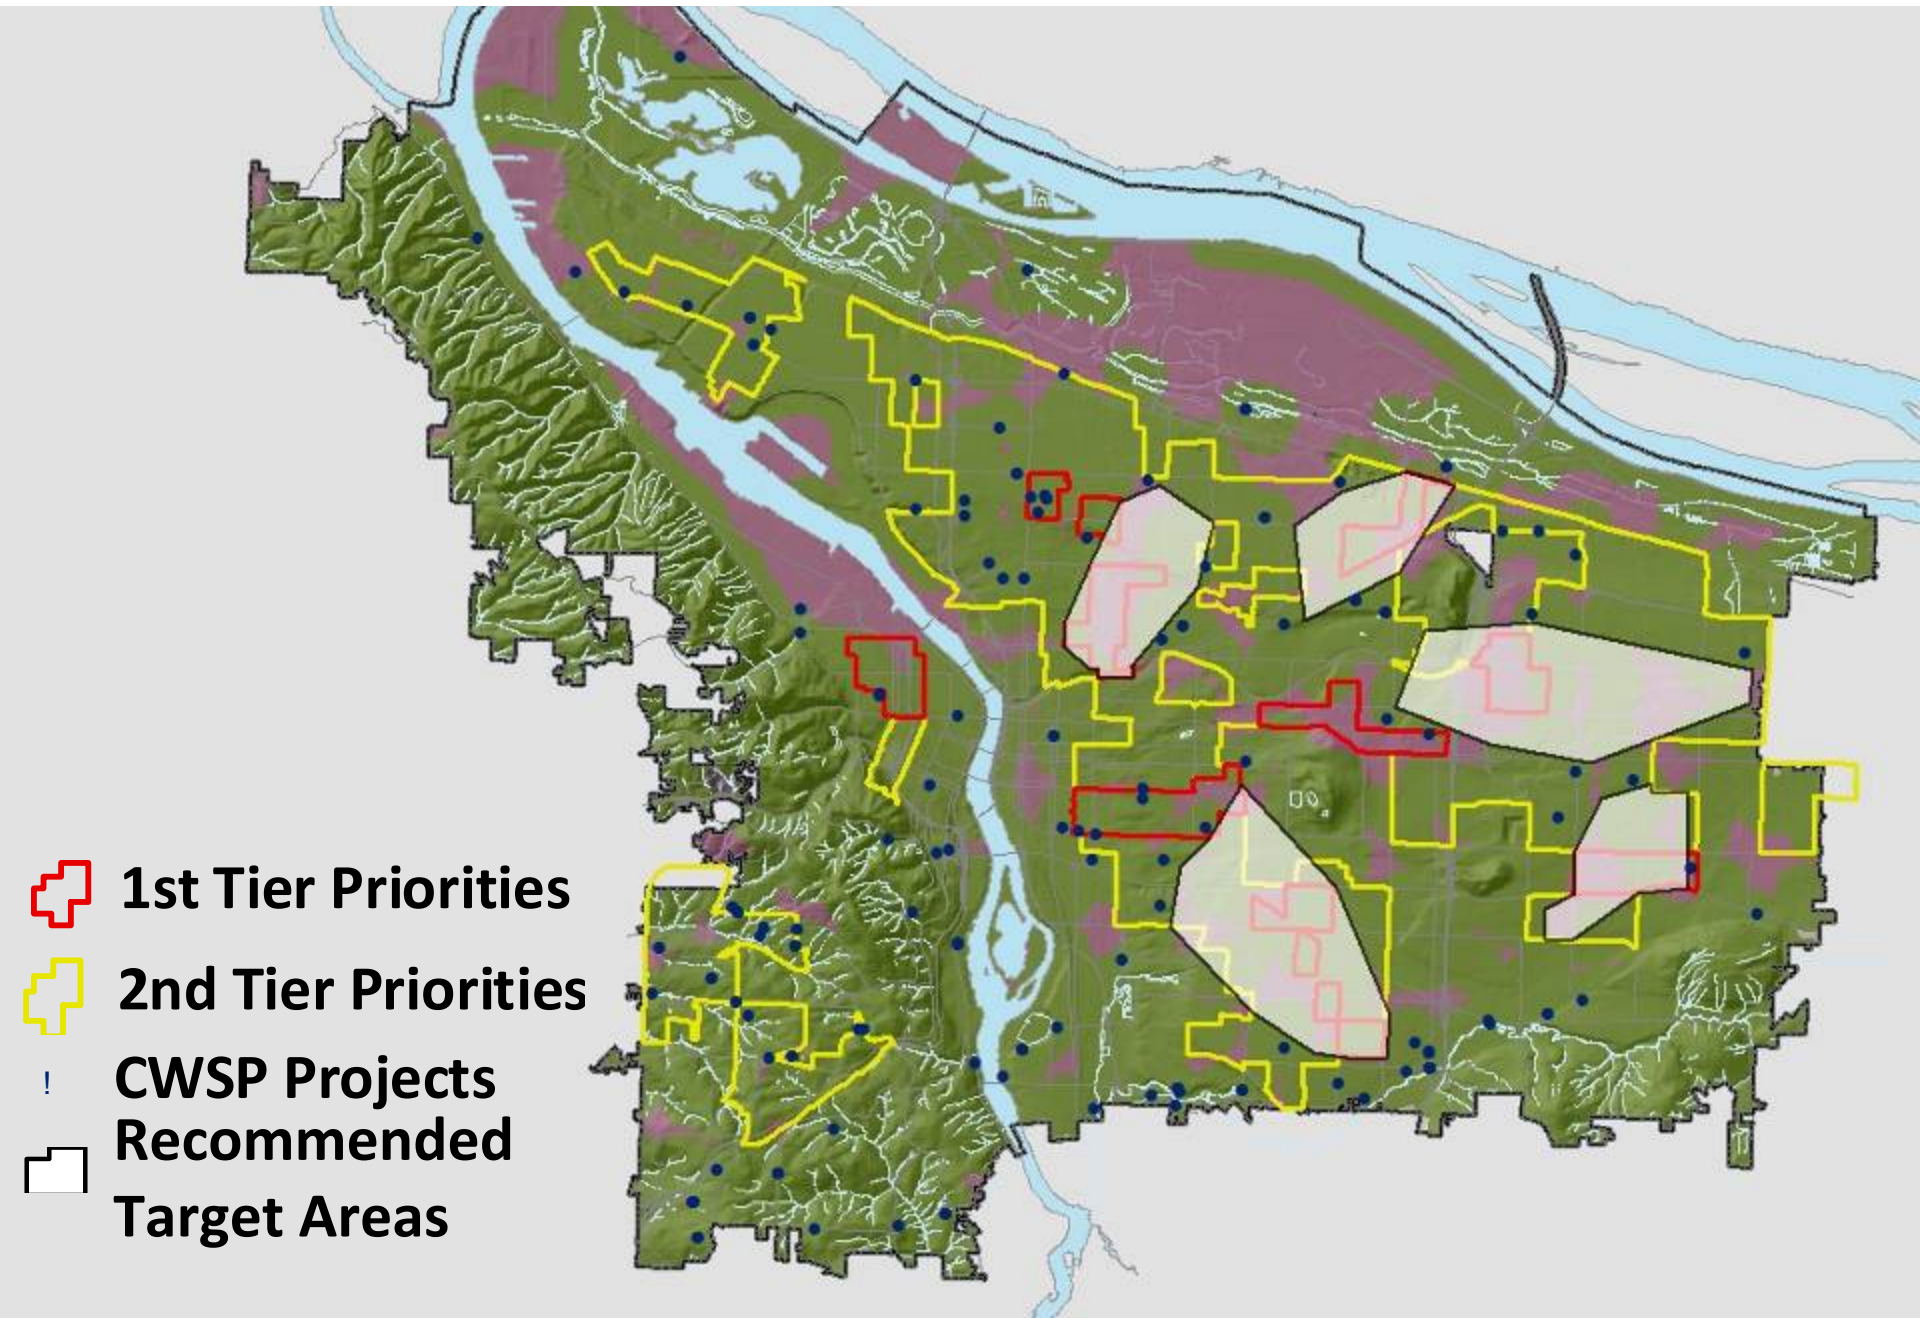 1st Tier Priorities
2nd Tier Priorities
! CWSP Projects
Recommended
Target Areas